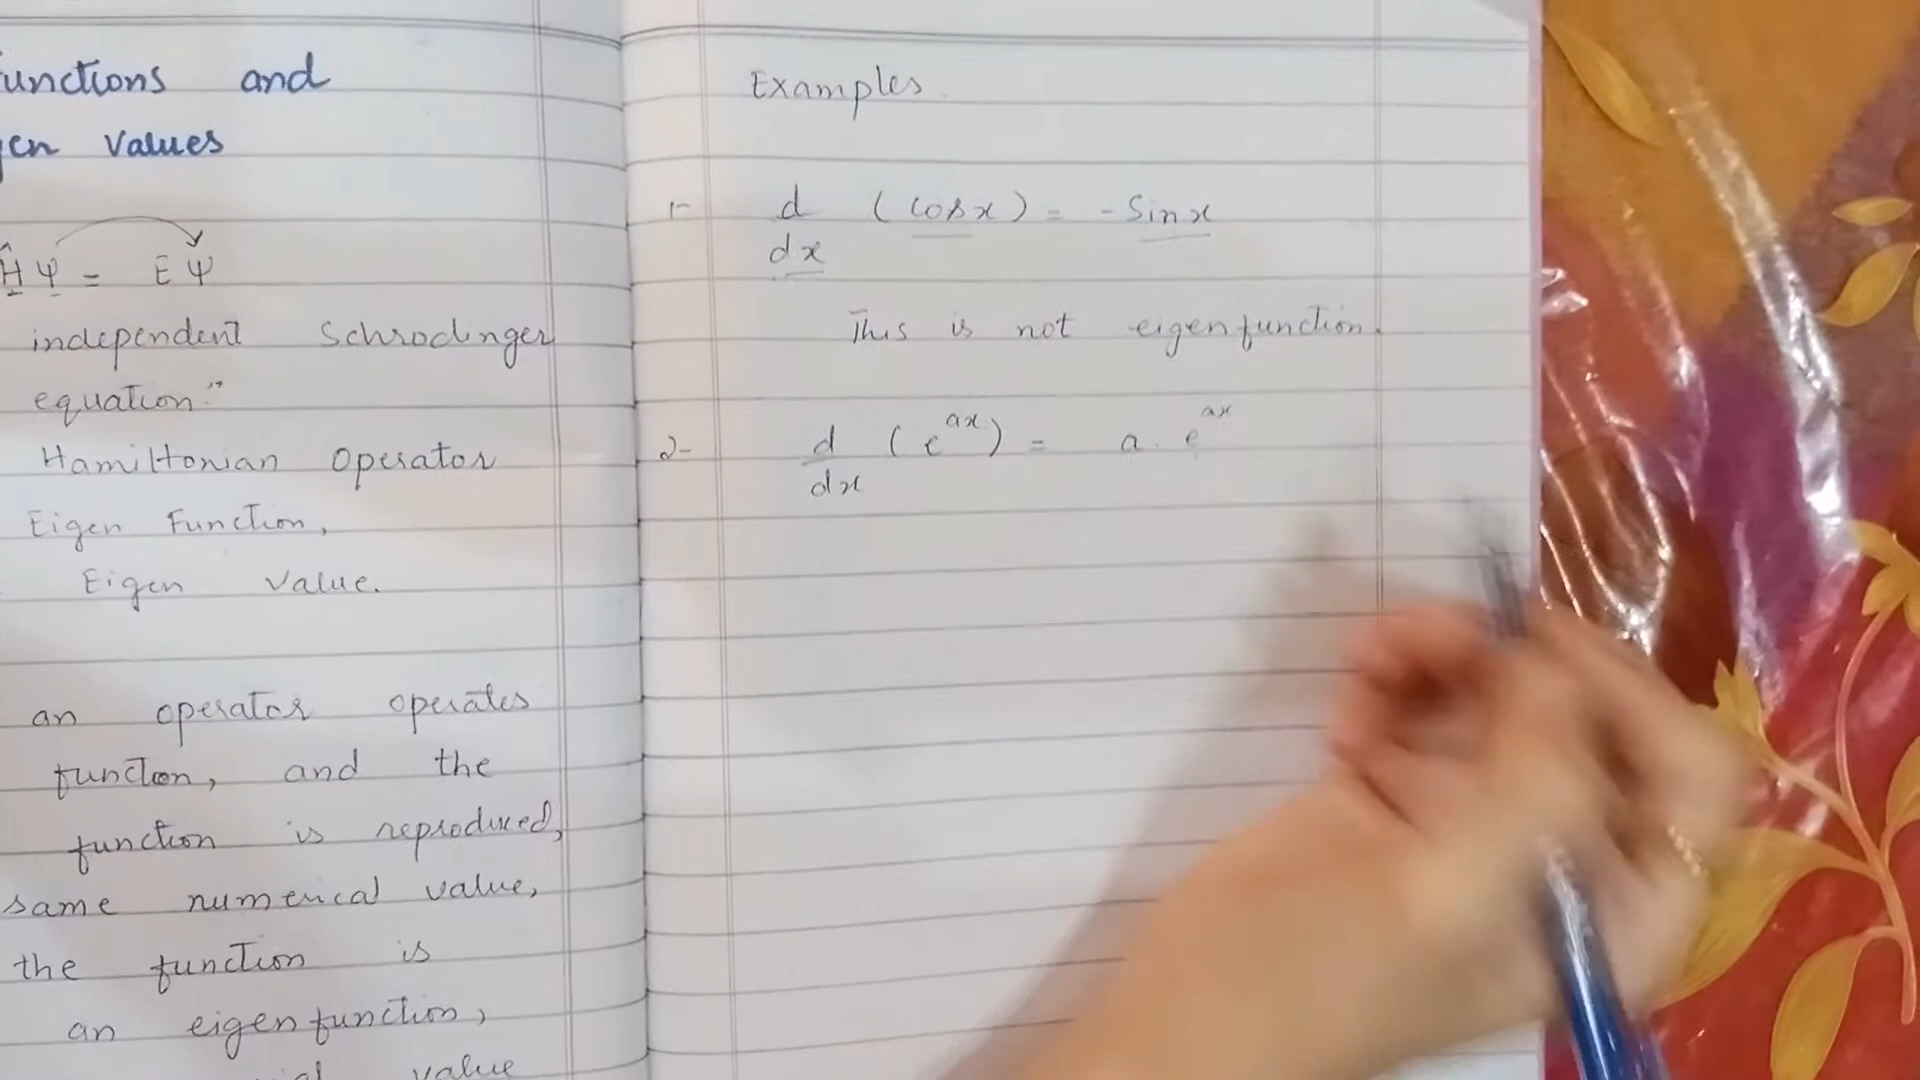 unctions and
gen values
Ĥ Ψ = E Ψ
independent Schrodinger
equation."
Hamiltonian Operator
Eigen Function,
Eigen value.
an operator operates
function, and the
function is reproduced,
same numerical value,
the function is
an eigenfunction,
value
Examples.
1- d/dx (cosx) = - Sinx
This is not eigenfunction.
2- d/dx (e^ax) = a. e^ax